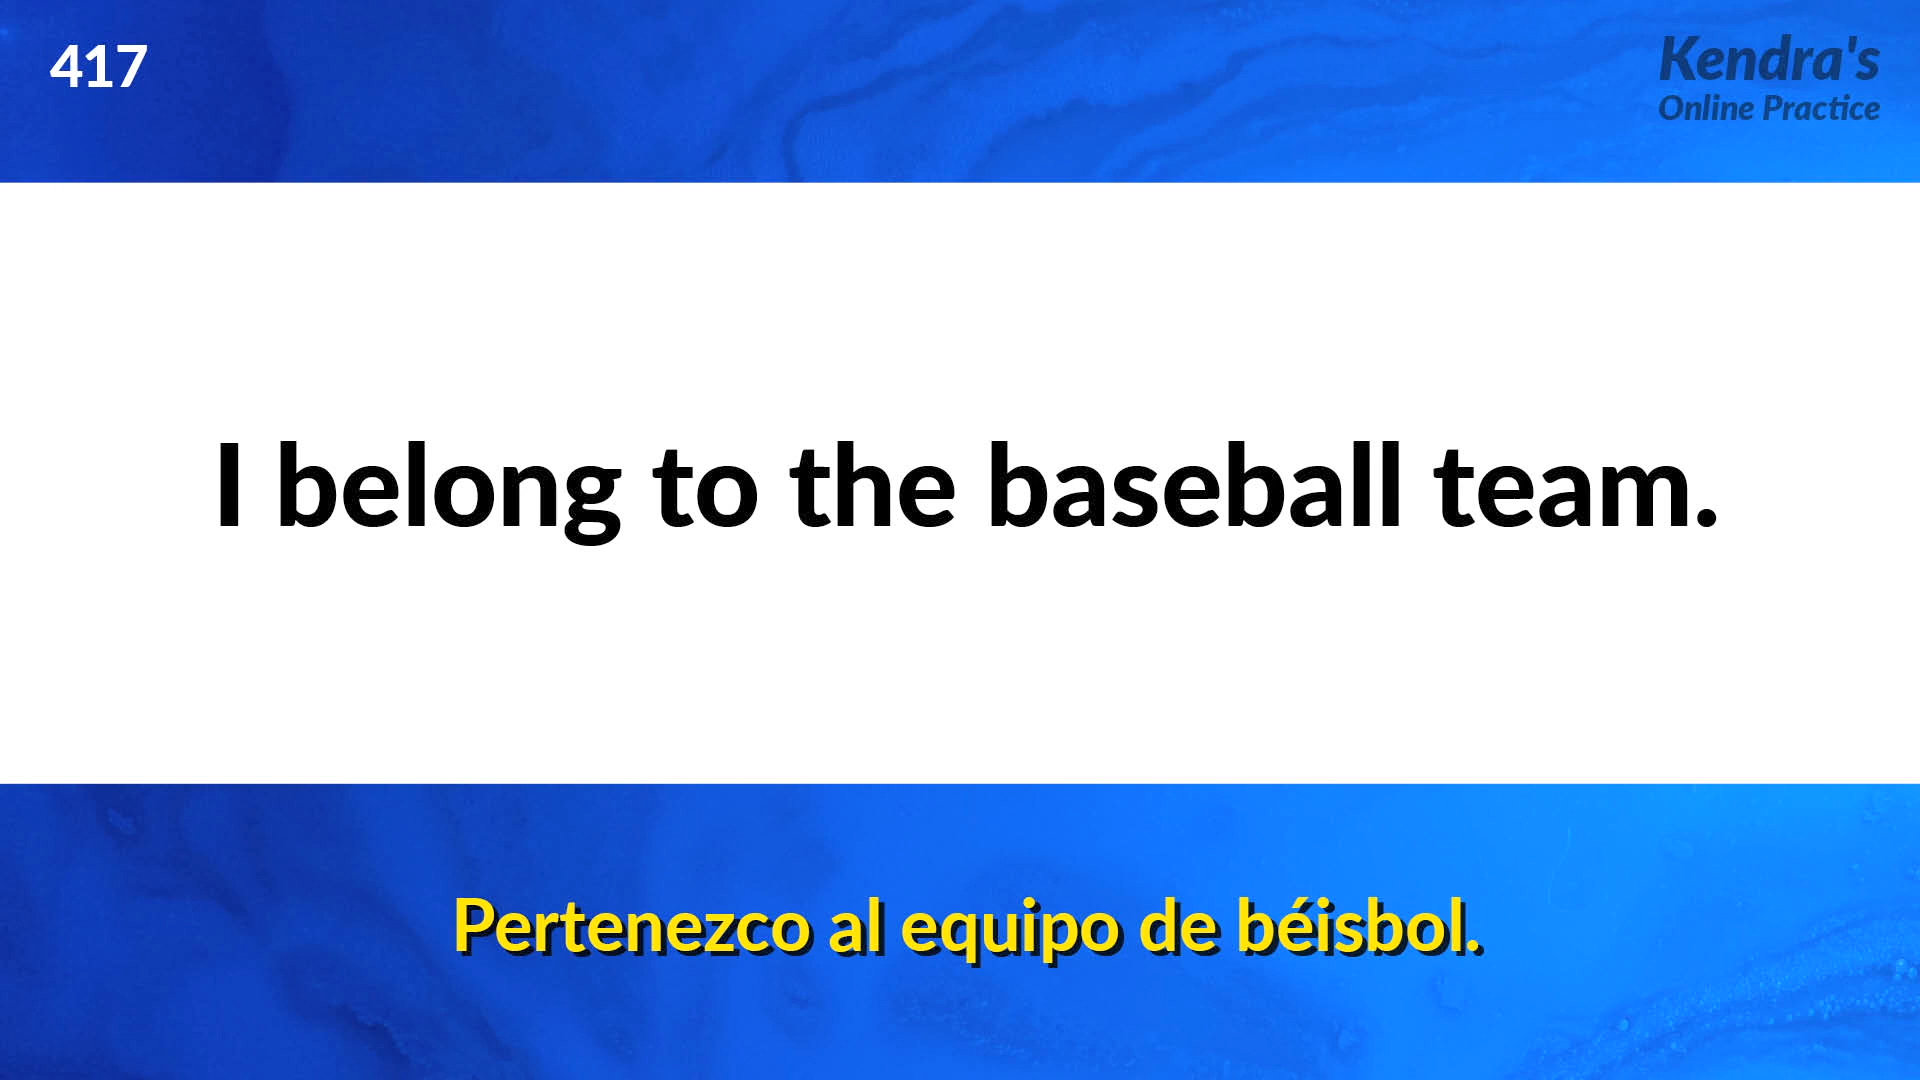 417
Kendra's
Online Practice
I belong to the baseball team.
Pertenezco al equipo de béisbol.